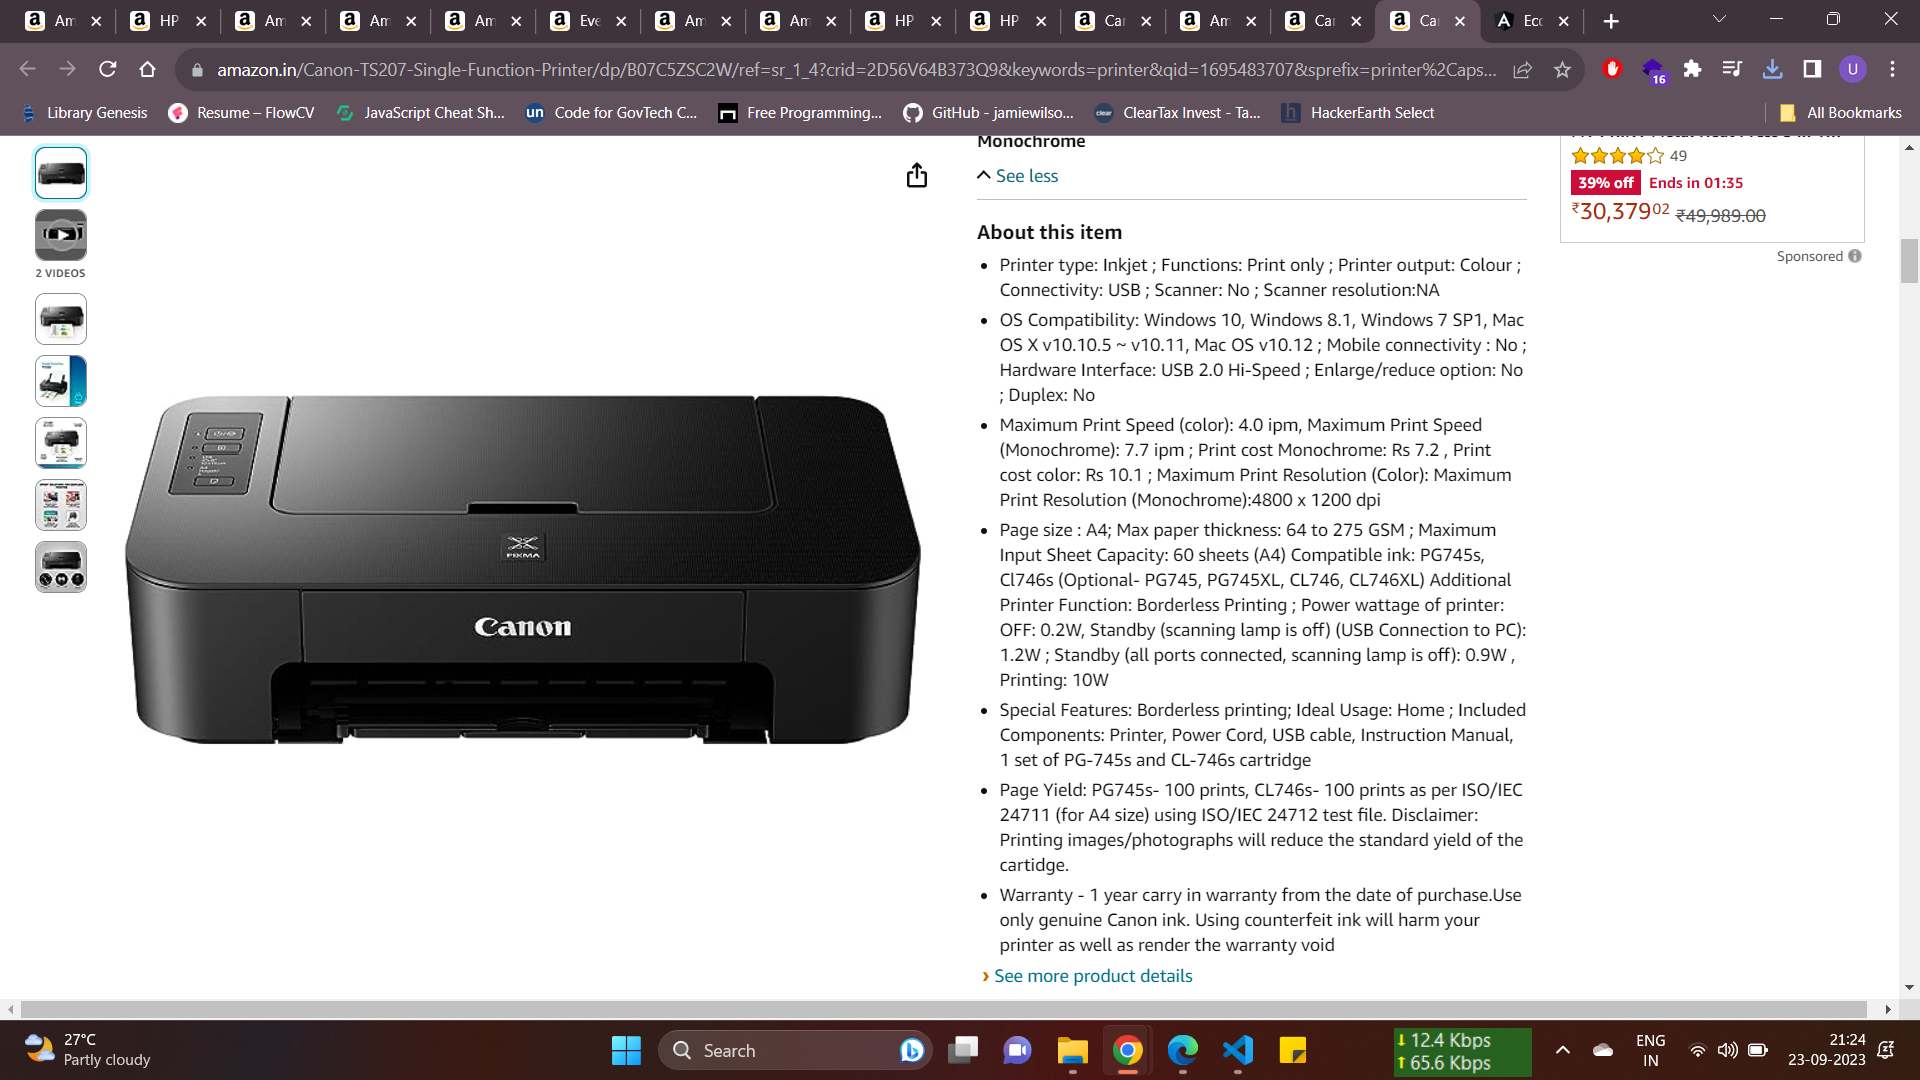 Am
HP
Am
Am
Am
Eve
Am
Am
HP
HP
Car
Am
Car
Car
Ecc
amazon.in/Canon-TS207-Single-Function-Printer/dp/B07C5ZSC2W/ref=sr_1_4?crid=2D56V64B373Q9&keywords=printer&qid=1695483707&sprefix=printer%2Caps...
16
U
Library Genesis
Resume – FlowCV
JavaScript Cheat Sh...
un Code for GovTech C...
Free Programming...
GitHub - jamiewilso...
clear ClearTax Invest - Ta...
h HackerEarth Select
All Bookmarks
2 VIDEOS
PIXMA
Canon
Monochrome
See less
About this item
Printer type: Inkjet ; Functions: Print only ; Printer output: Colour ;
Connectivity: USB ; Scanner: No ; Scanner resolution:NA
OS Compatibility: Windows 10, Windows 8.1, Windows 7 SP1, Mac
OS X v10.10.5 ~ v10.11, Mac OS v10.12 ; Mobile connectivity : No ;
Hardware Interface: USB 2.0 Hi-Speed ; Enlarge/reduce option: No
; Duplex: No
Maximum Print Speed (color): 4.0 ipm, Maximum Print Speed
(Monochrome): 7.7 ipm ; Print cost Monochrome: Rs 7.2 , Print
cost color: Rs 10.1 ; Maximum Print Resolution (Color): Maximum
Print Resolution (Monochrome):4800 x 1200 dpi
Page size : A4; Max paper thickness: 64 to 275 GSM ; Maximum
Input Sheet Capacity: 60 sheets (A4) Compatible ink: PG745s,
Cl746s (Optional- PG745, PG745XL, CL746, CL746XL) Additional
Printer Function: Borderless Printing ; Power wattage of printer:
OFF: 0.2W, Standby (scanning lamp is off) (USB Connection to PC):
1.2W ; Standby (all ports connected, scanning lamp is off): 0.9W ,
Printing: 10W
Special Features: Borderless printing; Ideal Usage: Home ; Included
Components: Printer, Power Cord, USB cable, Instruction Manual,
1 set of PG-745s and CL-746s cartridge
Page Yield: PG745s- 100 prints, CL746s- 100 prints as per ISO/IEC
24711 (for A4 size) using ISO/IEC 24712 test file. Disclaimer:
Printing images/photographs will reduce the standard yield of the
cartidge.
Warranty - 1 year carry in warranty from the date of purchase.Use
only genuine Canon ink. Using counterfeit ink will harm your
printer as well as render the warranty void
› See more product details
49
39% off Ends in 01:35
₹30,379.02 ₹49,989.00
Sponsored
27°C
Partly cloudy
Search
12.4 Kbps
65.6 Kbps
ENG
IN
21:24
23-09-2023